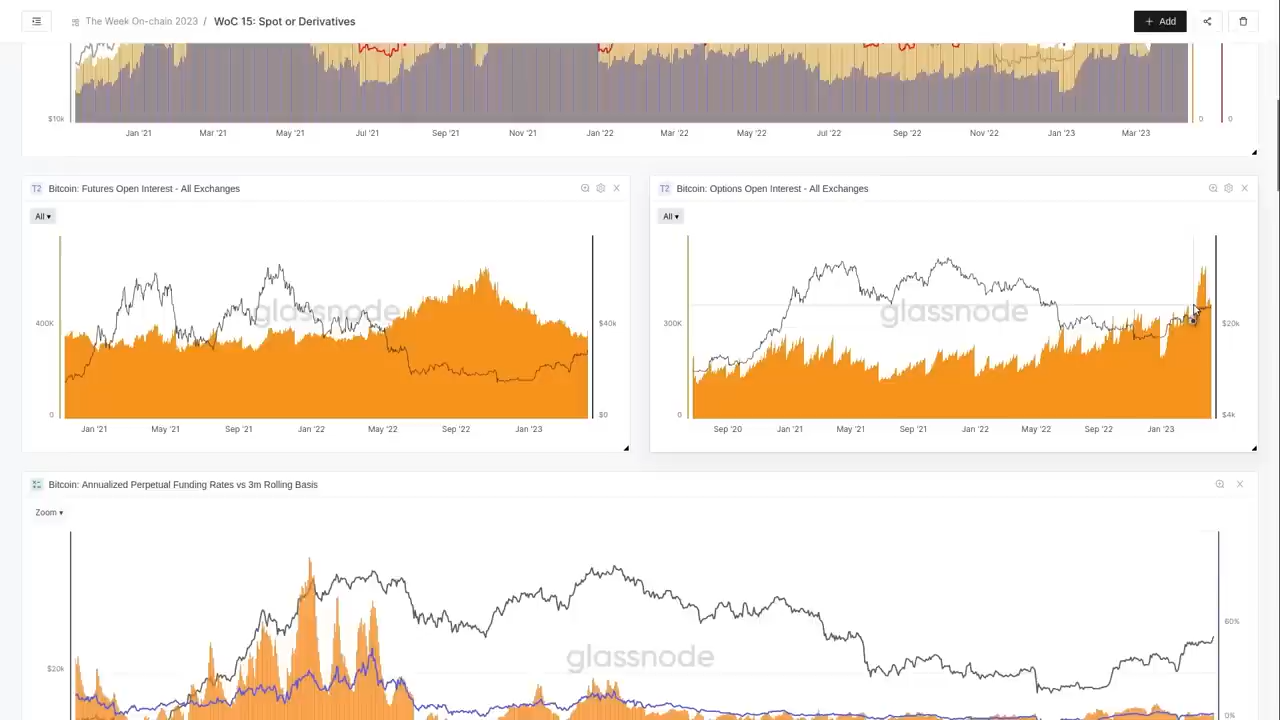 The Week On-chain 2023 / WoC 15: Spot or Derivatives
+ Add
$10k
0
0
Jan '21 Mar '21 May '21 Jul '21 Sep '21 Nov '21 Jan '22 Mar '22 May '22 Jul '22 Sep '22 Nov '22 Jan '23 Mar '23
T2 Bitcoin: Futures Open Interest - All Exchanges
All ▾
glassnode
400K
$40k
0
$0
Jan '21 May '21 Sep '21 Jan '22 May '22 Sep '22 Jan '23
T2 Bitcoin: Options Open Interest - All Exchanges
All ▾
glassnode
300K
$20k
0
$4k
Sep '20 Jan '21 May '21 Sep '21 Jan '22 May '22 Sep '22 Jan '23
Bitcoin: Annualized Perpetual Funding Rates vs 3m Rolling Basis
Zoom ▾
60%
glassnode
$20k
0%